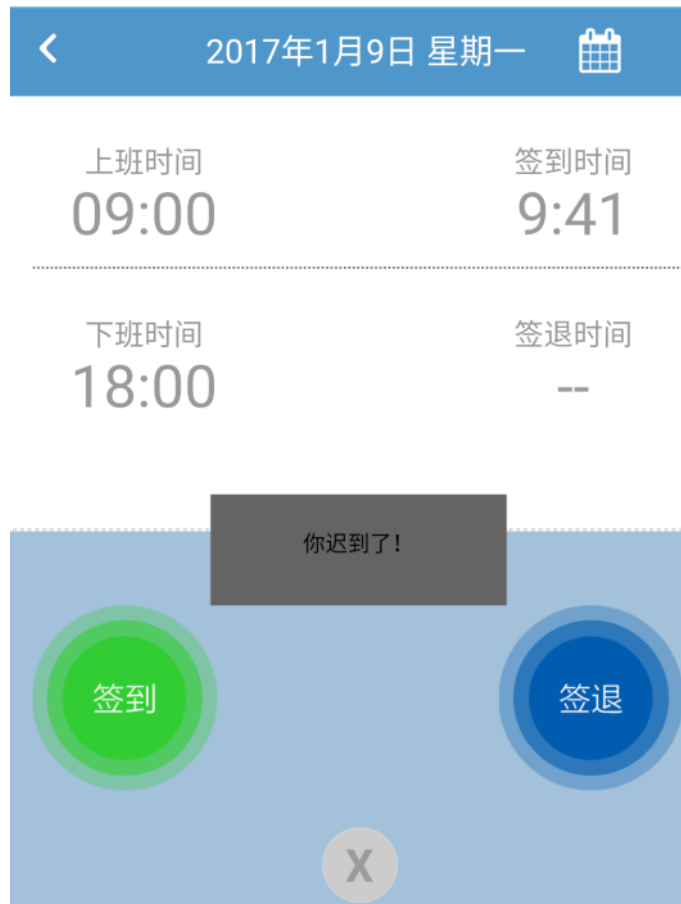 2017年1月9日 星期一
上班时间 签到时间
09:00 9:41
下班时间 签退时间
18:00 --
你迟到了!
签到 签退
X